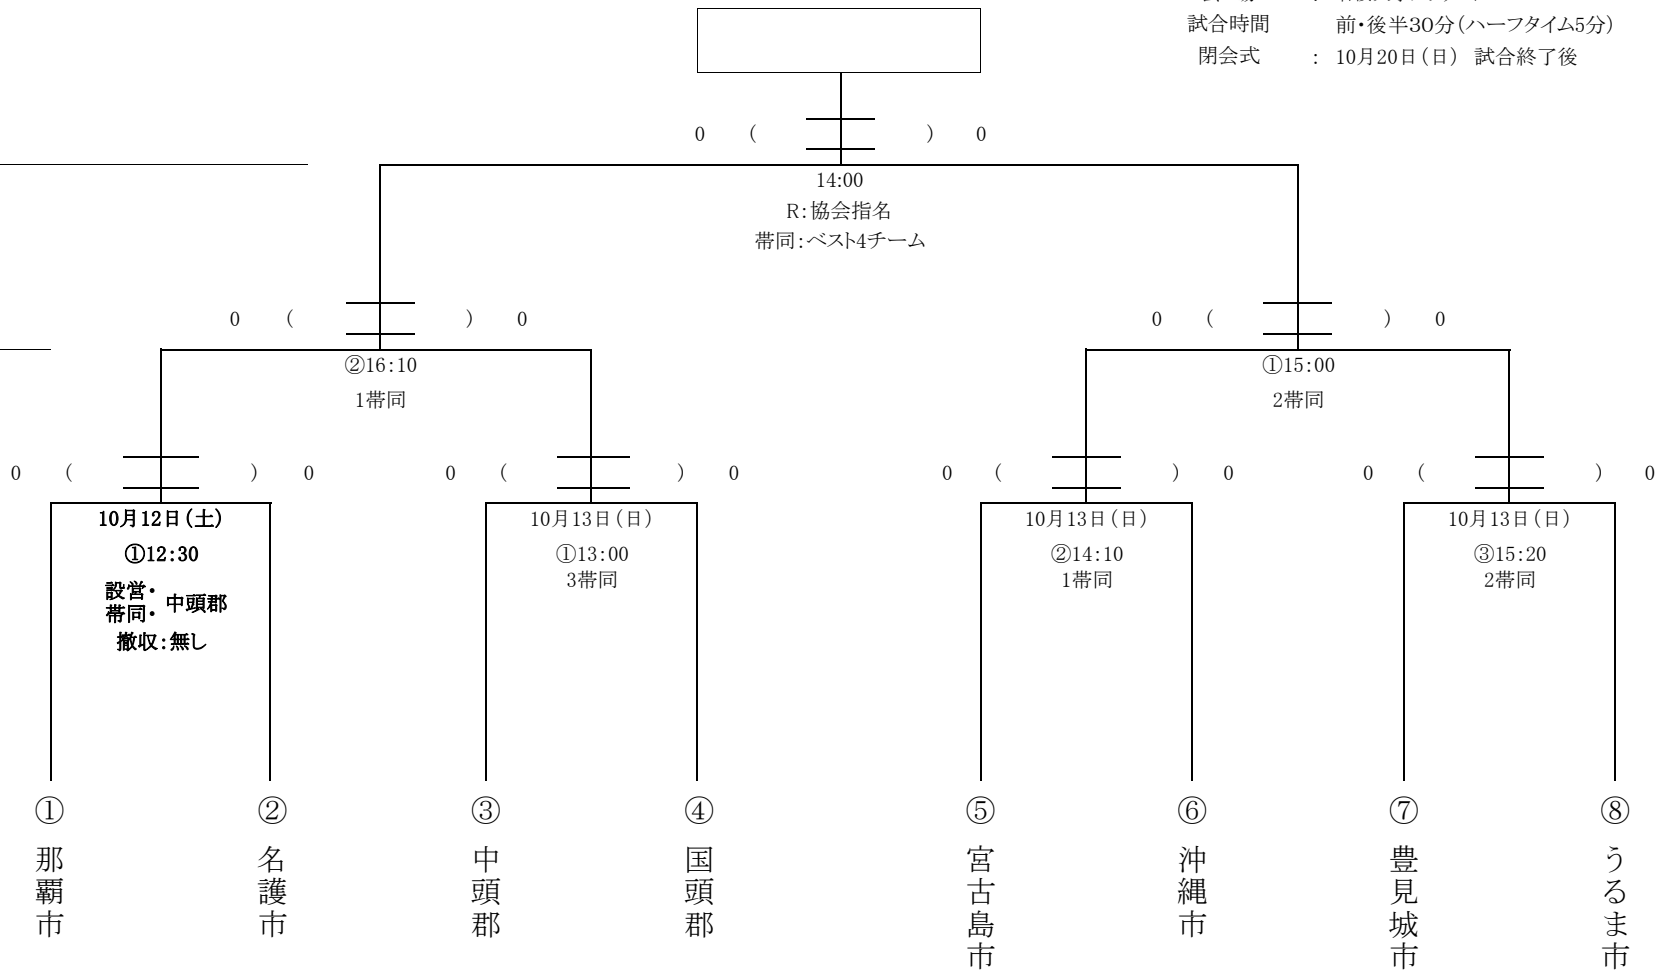 試合時間 前・後半30分(ハーフタイム5分)
閉会式 : 10月20日(日) 試合終了後
0 ( ) 0
14:00
R:協会指名
帯同:ベスト4チーム
0 ( ) 0 0 ( ) 0
②16:10 ①15:00
1帯同 2帯同
0 ( ) 0 0 ( ) 0 0 ( ) 0 0 ( ) 0
10月12日(土) 10月13日(日) 10月13日(日) 10月13日(日)
①12:30 ①13:00 ②14:10 ③15:20
3帯同 1帯同 2帯同
設営・
帯同・ 中頭郡
撤収:無し
① ② ③ ④ ⑤ ⑥ ⑦ ⑧
那覇市
名護市
中頭郡
国頭郡
宮古島市
沖縄市
豊見城市
うるま市